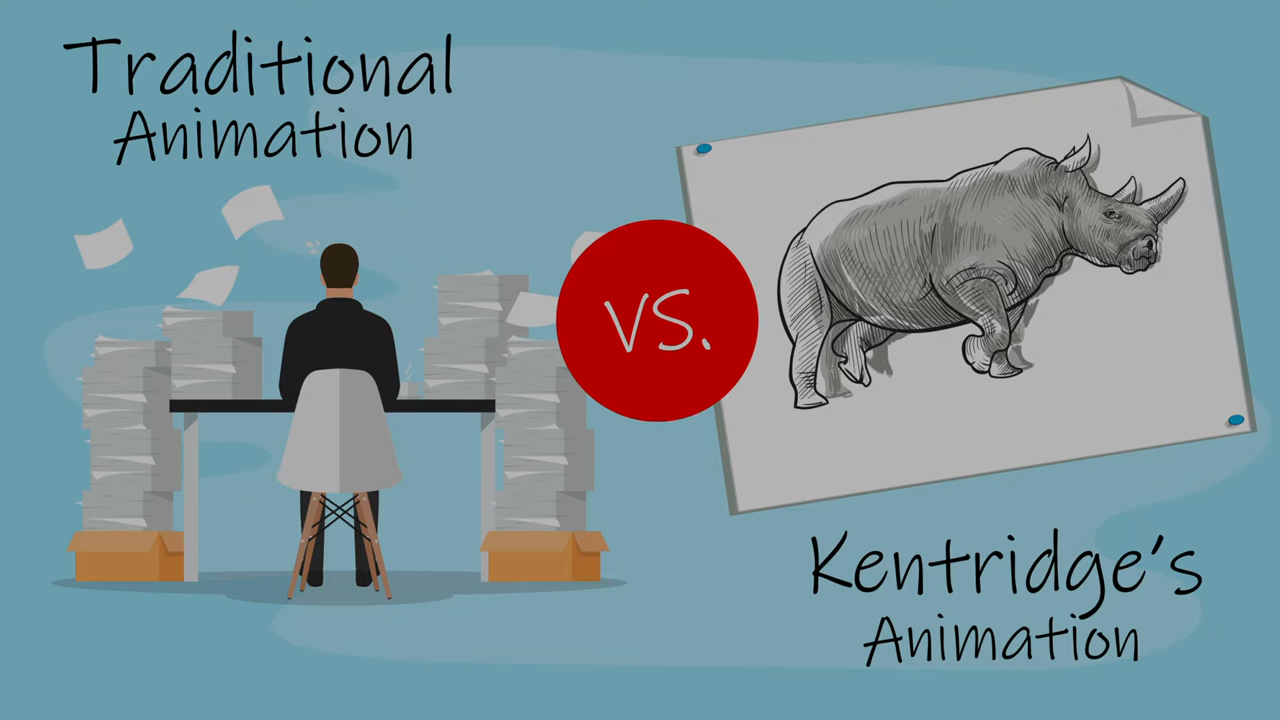 Traditional
Animation
VS.
Kentridge's
Animation